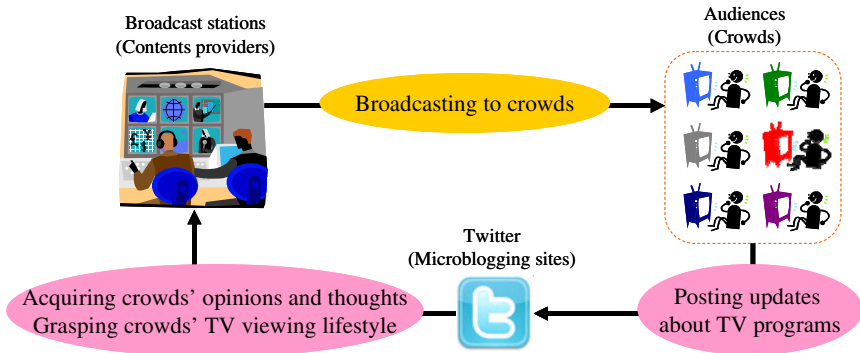 Broadcast stations
(Contents providers)
Audiences
(Crowds)
Broadcasting to crowds
Twitter
(Microblogging sites)
Acquiring crowds' opinions and thoughts
Grasping crowds' TV viewing lifestyle
Posting updates
about TV programs